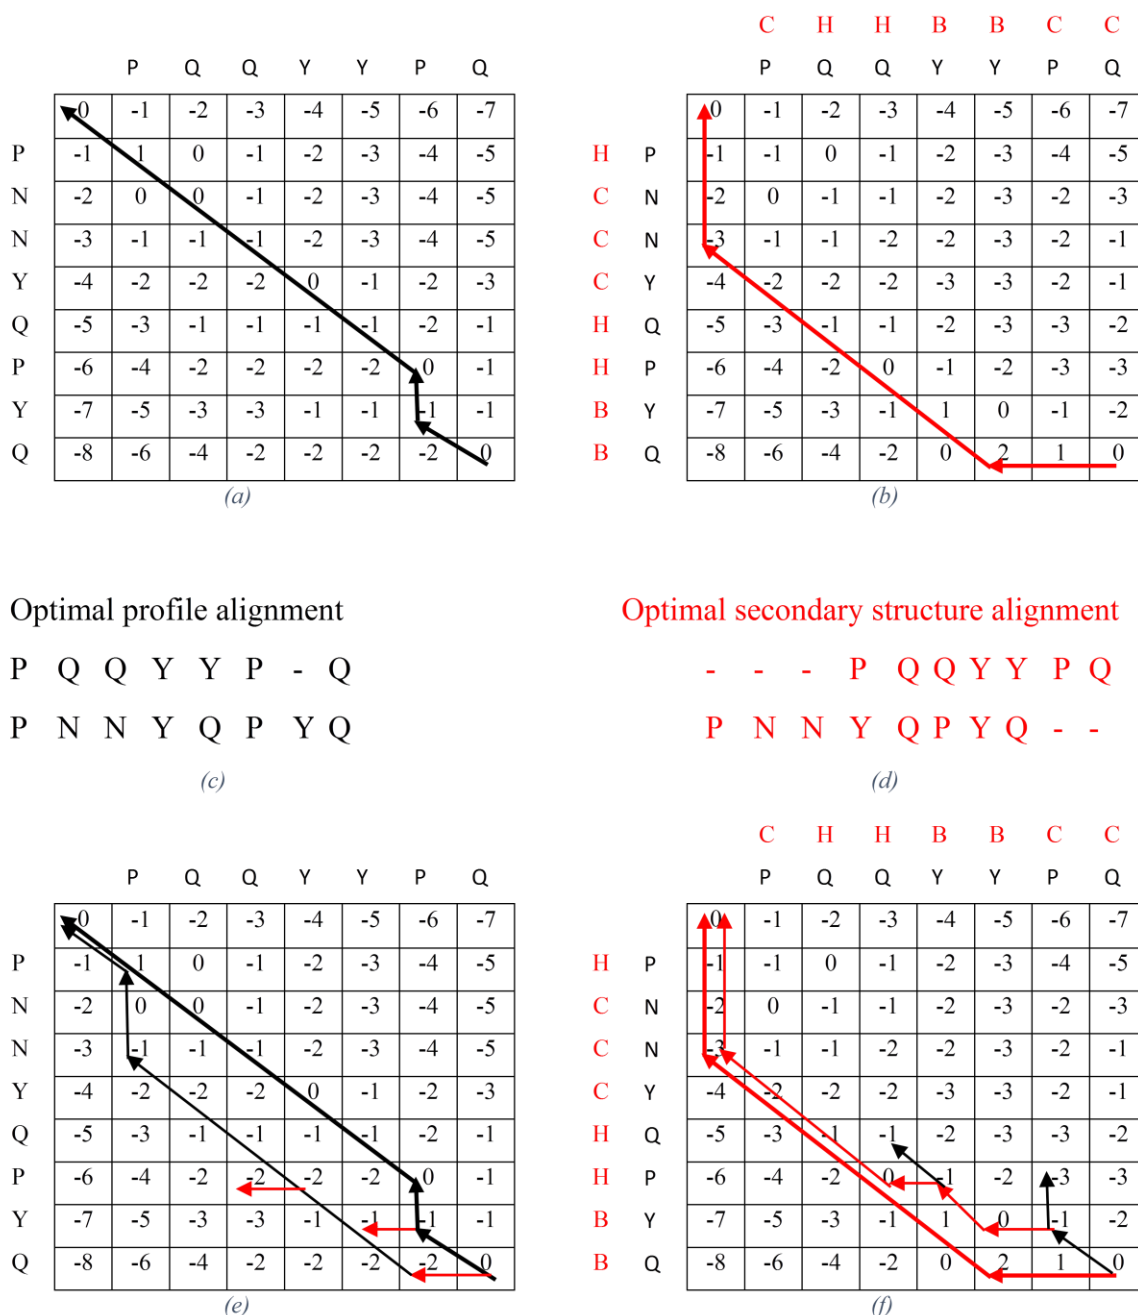 C H H B B C C
P Q Q Y Y P Q
P Q Q Y Y P Q
0 -1 -2 -3 -4 -5 -6 -7
0 -1 -2 -3 -4 -5 -6 -7
P -1 1 0 -1 -2 -3 -4 -5
H P -1 -1 0 -1 -2 -3 -4 -5
N -2 0 0 -1 -2 -3 -4 -5
C N -2 0 -1 -1 -2 -3 -2 -3
N -3 -1 -1 -1 -2 -3 -4 -5
C N -3 -1 -1 -2 -2 -3 -2 -1
Y -4 -2 -2 -2 0 -1 -2 -3
C Y -4 -2 -2 -2 -3 -3 -2 -1
Q -5 -3 -1 -1 -1 -1 -2 -1
H Q -5 -3 -1 -1 -2 -3 -3 -2
P -6 -4 -2 -2 -2 -2 0 -1
H P -6 -4 -2 0 -1 -2 -3 -3
Y -7 -5 -3 -3 -1 -1 -1 -1
B Y -7 -5 -3 -1 1 0 -1 -2
Q -8 -6 -4 -2 -2 -2 -2 0
B Q -8 -6 -4 -2 0 2 1 0
(a)
(b)
Optimal profile alignment
Optimal secondary structure alignment
P Q Q Y Y P - Q
- - - P Q Q Y Y P Q
P N N Y Q P Y Q
P N N Y Q P Y Q - -
(c)
(d)
C H H B B C C
P Q Q Y Y P Q
P Q Q Y Y P Q
0 -1 -2 -3 -4 -5 -6 -7
0 -1 -2 -3 -4 -5 -6 -7
P -1 1 0 -1 -2 -3 -4 -5
H P -1 -1 0 -1 -2 -3 -4 -5
N -2 0 0 -1 -2 -3 -4 -5
C N -2 0 -1 -1 -2 -3 -2 -3
N -3 -1 -1 -1 -2 -3 -4 -5
C N -3 -1 -1 -2 -2 -3 -2 -1
Y -4 -2 -2 -2 0 -1 -2 -3
C Y -4 -2 -2 -2 -3 -3 -2 -1
Q -5 -3 -1 -1 -1 -1 -2 -1
H Q -5 -3 -1 -1 -2 -3 -3 -2
P -6 -4 -2 -2 -2 -2 0 -1
H P -6 -4 -2 0 -1 -2 -3 -3
Y -7 -5 -3 -3 -1 -1 -1 -1
B Y -7 -5 -3 -1 1 0 -1 -2
Q -8 -6 -4 -2 -2 -2 -2 0
B Q -8 -6 -4 -2 0 2 1 0
(e)
(f)